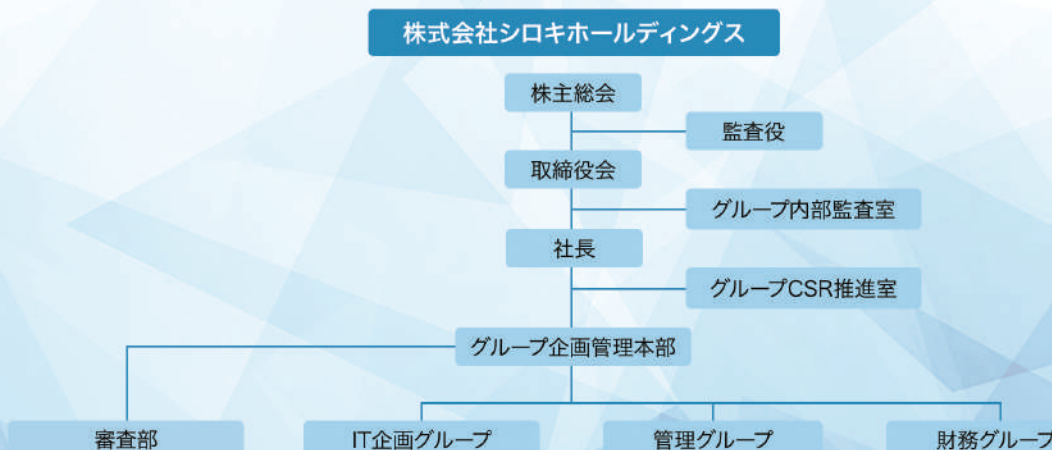 株式会社シロキホールディングス
株主総会
監査役
取締役会
グループ内部監査室
社長
グループCSR推進室
グループ企画管理本部
審査部
IT企画グループ
管理グループ
財務グループ